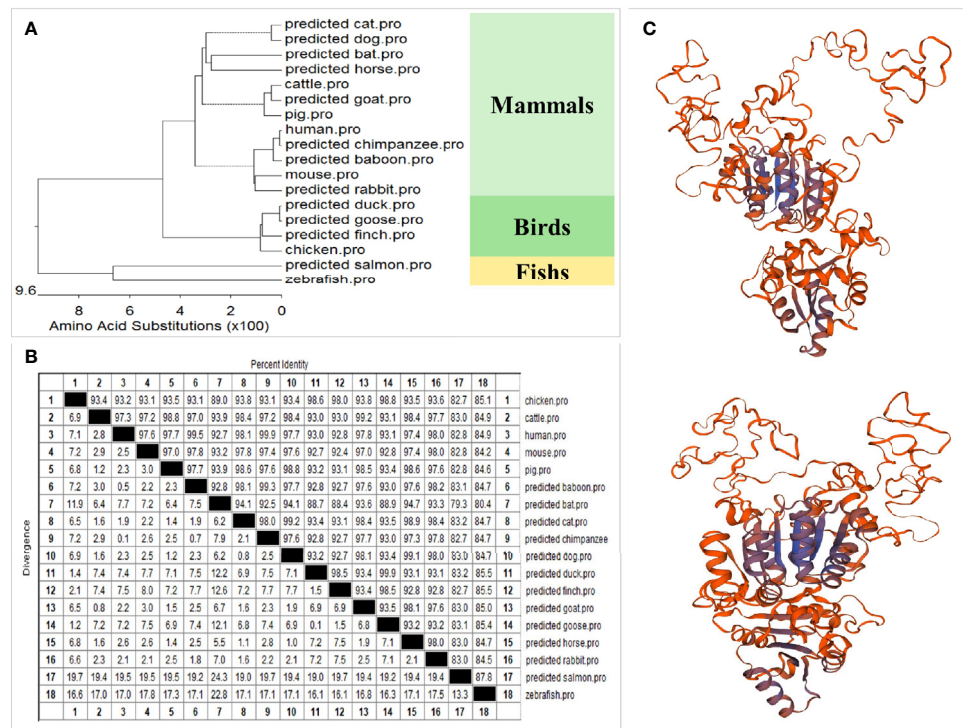 A
predicted cat.pro
predicted dog.pro
predicted bat.pro
predicted horse.pro
cattle.pro
predicted goat.pro
pig.pro
human.pro
predicted chimpanzee.pro
predicted baboon.pro
mouse.pro
predicted rabbit.pro
predicted duck.pro
predicted goose.pro
predicted finch.pro
chicken.pro
predicted salmon.pro
zebrafish.pro
Mammals
Birds
Fishs
9.6
8 6 4 2 0
Amino Acid Substitutions (x100)
B
Percent Identity
Divergence
1 2 3 4 5 6 7 8 9 10 11 12 13 14 15 16 17 18
1 93.4 93.2 93.1 93.5 93.1 89.0 93.8 93.1 93.4 98.6 98.0 93.8 98.8 93.5 93.6 82.7 85.1 1 chicken.pro
2 6.9 97.3 97.2 98.8 97.0 93.9 98.4 97.2 98.4 93.0 93.0 99.2 93.1 98.4 97.7 83.0 84.9 2 cattle.pro
3 7.1 2.8 97.6 97.7 99.5 92.7 98.1 99.9 97.7 93.0 92.8 97.8 93.1 97.4 98.0 82.8 84.9 3 human.pro
4 7.2 2.9 2.5 97.0 97.8 93.2 97.8 97.4 97.6 92.7 92.4 97.0 92.8 97.4 98.0 82.8 84.2 4 mouse.pro
5 6.8 1.2 2.3 3.0 97.7 93.9 98.6 97.6 98.8 93.2 93.1 98.5 93.4 98.6 97.6 82.8 84.6 5 pig.pro
6 7.2 3.0 0.5 2.2 2.3 92.8 98.1 99.3 97.7 92.8 92.7 97.6 93.0 97.6 98.2 83.1 84.7 6 predicted baboon.pro
7 11.9 6.4 7.7 7.2 6.4 7.5 94.1 92.5 94.1 88.7 88.4 93.6 88.9 94.7 93.3 79.3 80.4 7 predicted bat.pro
8 6.5 1.6 1.9 2.2 1.4 1.9 6.2 98.0 99.2 93.4 93.1 98.4 93.5 98.9 98.4 83.2 84.7 8 predicted cat.pro
9 7.2 2.9 0.1 2.6 2.5 0.7 7.9 2.1 97.6 92.8 92.7 97.7 93.0 97.3 97.8 82.7 84.7 9 predicted chimpanzee
10 6.9 1.6 2.3 2.5 1.2 2.3 6.2 0.8 2.5 93.2 92.7 98.1 93.4 99.1 98.0 83.0 84.7 10 predicted dog.pro
11 1.4 7.4 7.4 7.7 7.1 7.5 12.2 6.9 7.5 7.1 98.5 93.4 99.9 93.1 93.1 83.2 85.5 11 predicted duck.pro
12 2.1 7.4 7.5 8.0 7.2 7.7 12.6 7.2 7.7 7.7 1.5 93.4 98.5 92.8 92.8 82.7 85.5 12 predicted finch.pro
13 6.5 0.8 2.2 3.0 1.5 2.5 6.7 1.6 2.3 1.9 6.9 6.9 93.5 98.1 97.6 83.0 85.0 13 predicted goat.pro
14 1.2 7.2 7.2 7.5 6.9 7.4 12.1 6.8 7.4 6.9 0.1 1.5 6.8 93.2 93.2 83.1 85.4 14 predicted goose.pro
15 6.8 1.6 2.6 2.6 1.4 2.5 5.5 1.1 2.8 1.0 7.2 7.5 1.9 7.1 98.0 83.0 84.7 15 predicted horse.pro
16 6.6 2.3 2.1 2.1 2.5 1.8 7.0 1.6 2.2 2.1 7.2 7.5 2.5 7.1 2.1 83.0 84.5 16 predicted rabbit.pro
17 19.7 19.4 19.5 19.5 19.5 19.2 24.3 19.0 19.7 19.4 19.0 19.7 19.4 19.2 19.4 19.4 87.8 17 predicted salmon.pro
18 16.6 17.0 17.0 17.8 17.3 17.1 22.8 17.1 17.1 17.1 16.1 16.1 16.8 16.3 17.1 17.5 13.3 18 zebrafish.pro
1 2 3 4 5 6 7 8 9 10 11 12 13 14 15 16 17 18
C